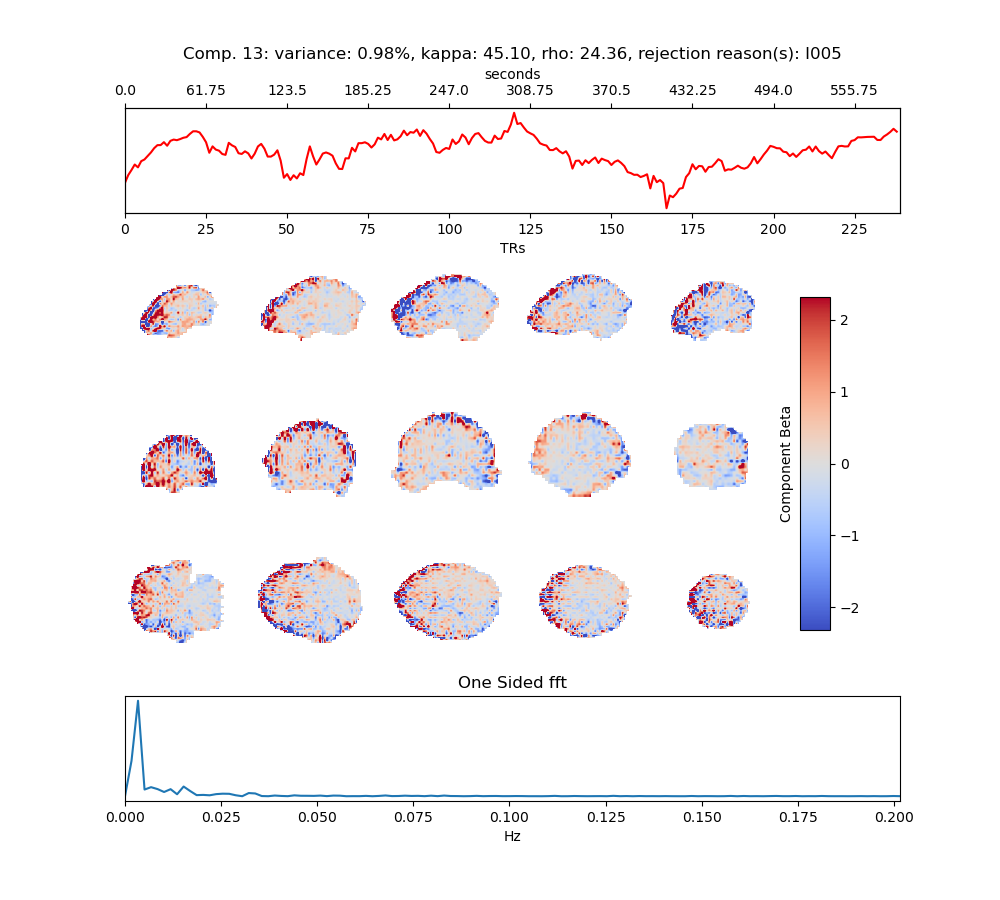 Comp. 13: variance: 0.98%, kappa: 45.10, rho: 24.36, rejection reason(s): I005
seconds
0.0 61.75 123.5 185.25 247.0 308.75 370.5 432.25 494.0 555.75
0 25 50 75 100 125 150 175 200 225
TRs
2
1
0
−1
−2
Component Beta
One Sided fft
0.000 0.025 0.050 0.075 0.100 0.125 0.150 0.175 0.200
Hz